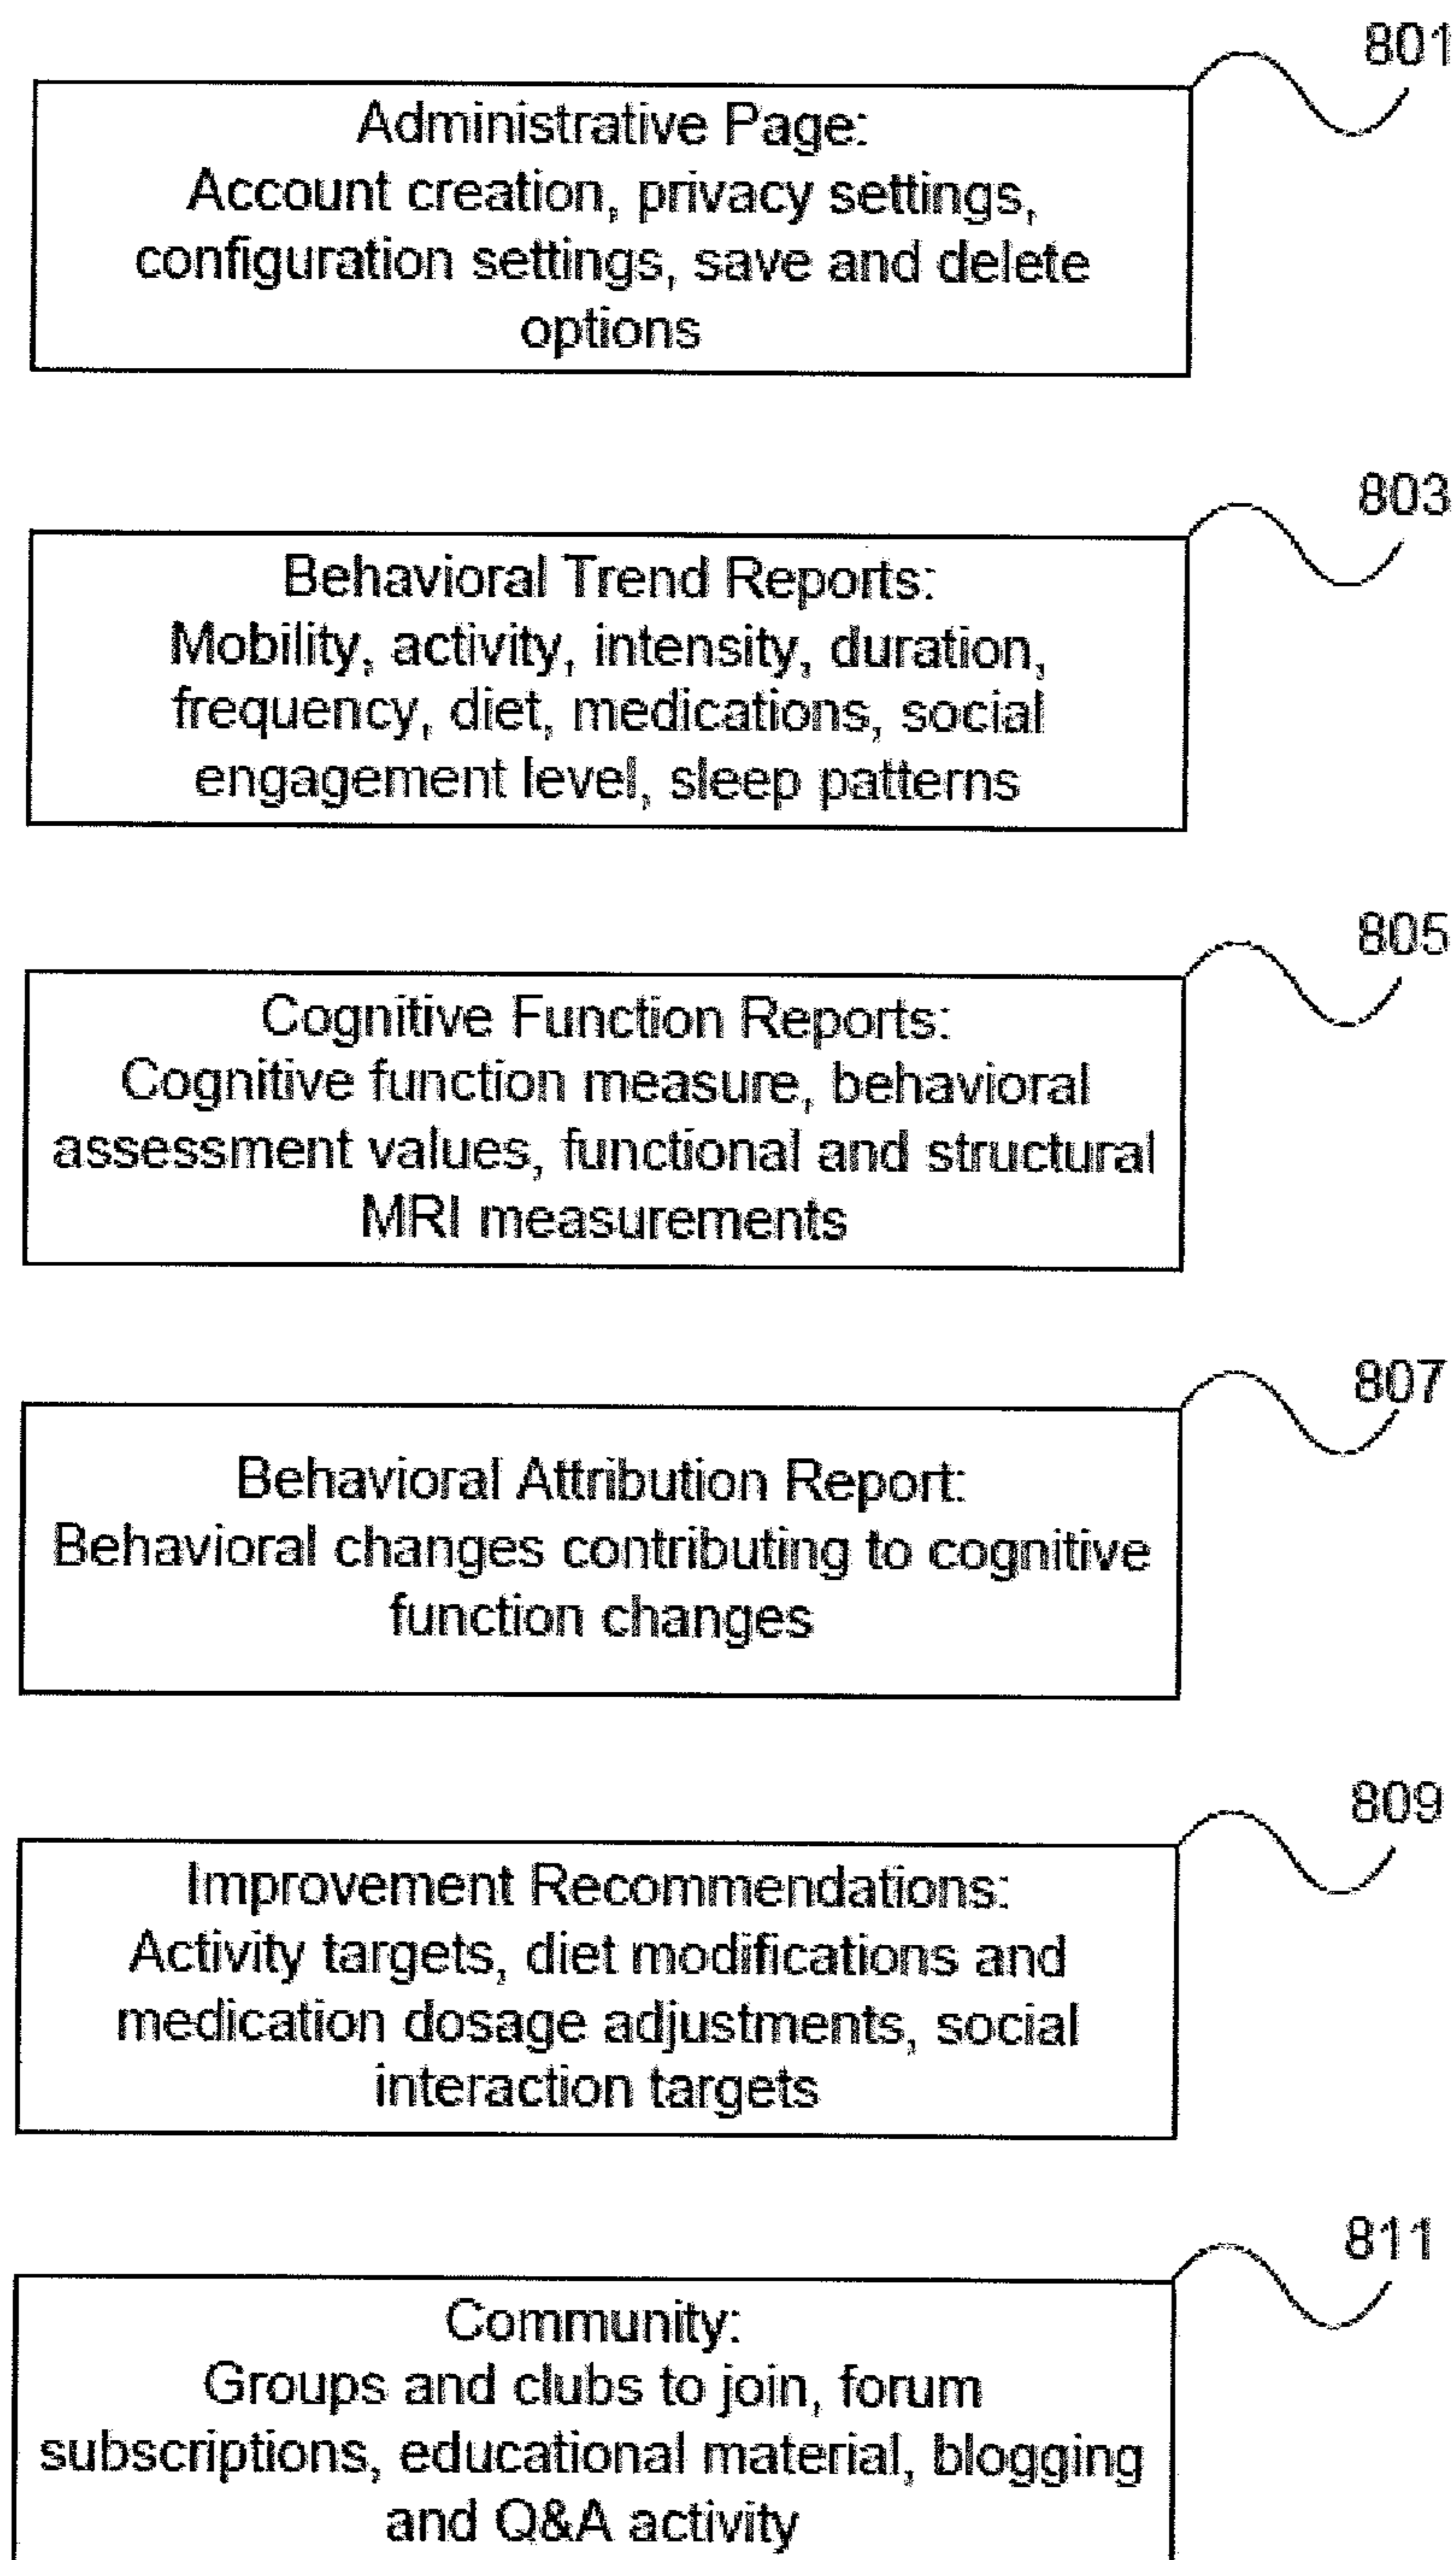 801
Administrative Page:
Account creation, privacy settings,
configuration settings, save and delete
options
803
Behavioral Trend Reports:
Mobility, activity, intensity, duration,
frequency, diet, medications, social
engagement level, sleep patterns
805
Cognitive Function Reports:
Cognitive function measure, behavioral
assessment values, functional and structural
MRI measurements
807
Behavioral Attribution Report:
Behavioral changes contributing to cognitive
function changes
809
Improvement Recommendations:
Activity targets, diet modifications and
medication dosage adjustments, social
interaction targets
811
Community:
Groups and clubs to join, forum
subscriptions, educational material, blogging
and Q&A activity